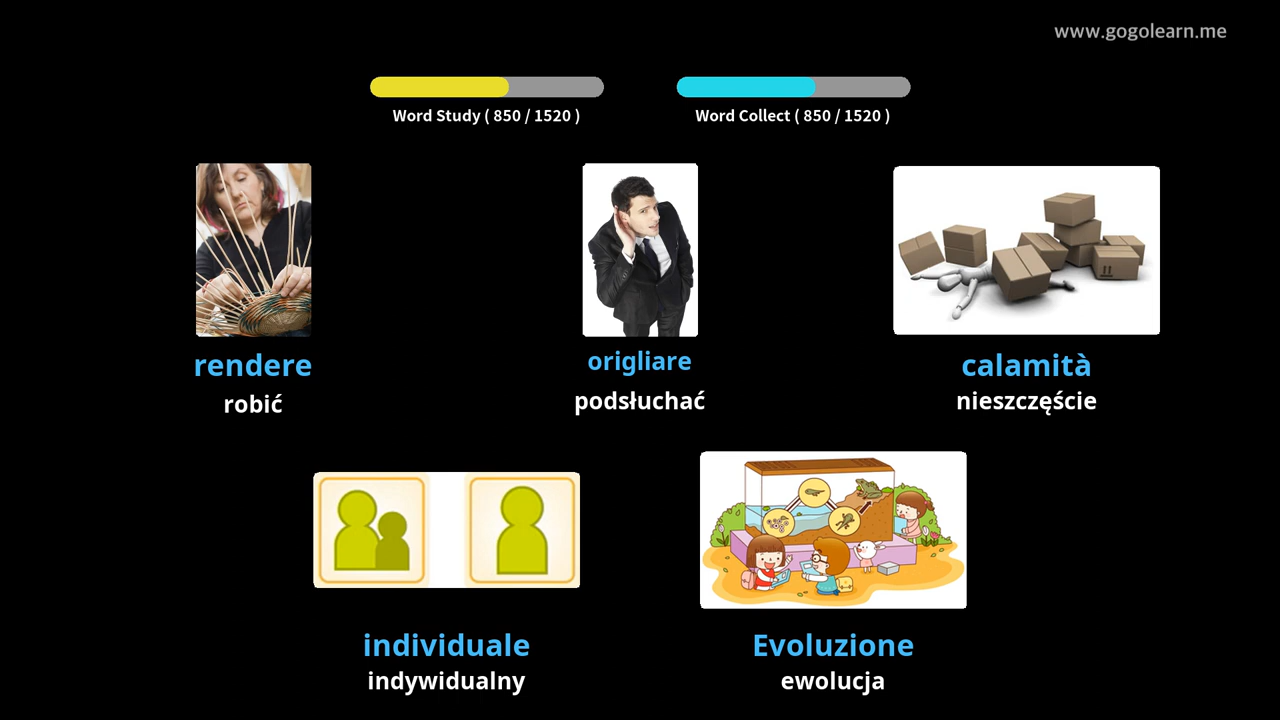 www.gogolearn.me
Word Study ( 850 / 1520 )
Word Collect ( 850 / 1520 )
rendere
robić
origliare
podsłuchać
calamità
nieszczęście
individuale
indywidualny
Evoluzione
ewolucja